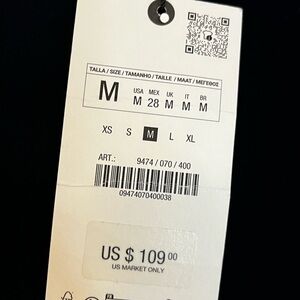 TALLA / SIZE / TAMANHO / TAILLE / MAAT / ΜΕΓΕΘΟΣ
M
USA MEX UK IT BR
M 28 M M M
XS S M L XL
ART.: 9474 / 070 / 400
09474070400038
US $ 109 00
US MARKET ONLY